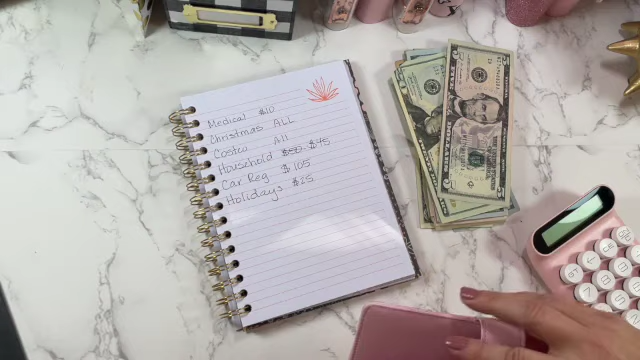 Medical $10
Christmas ALL
Costco All
Household $50 $45
Car Reg $105
Holidays $25